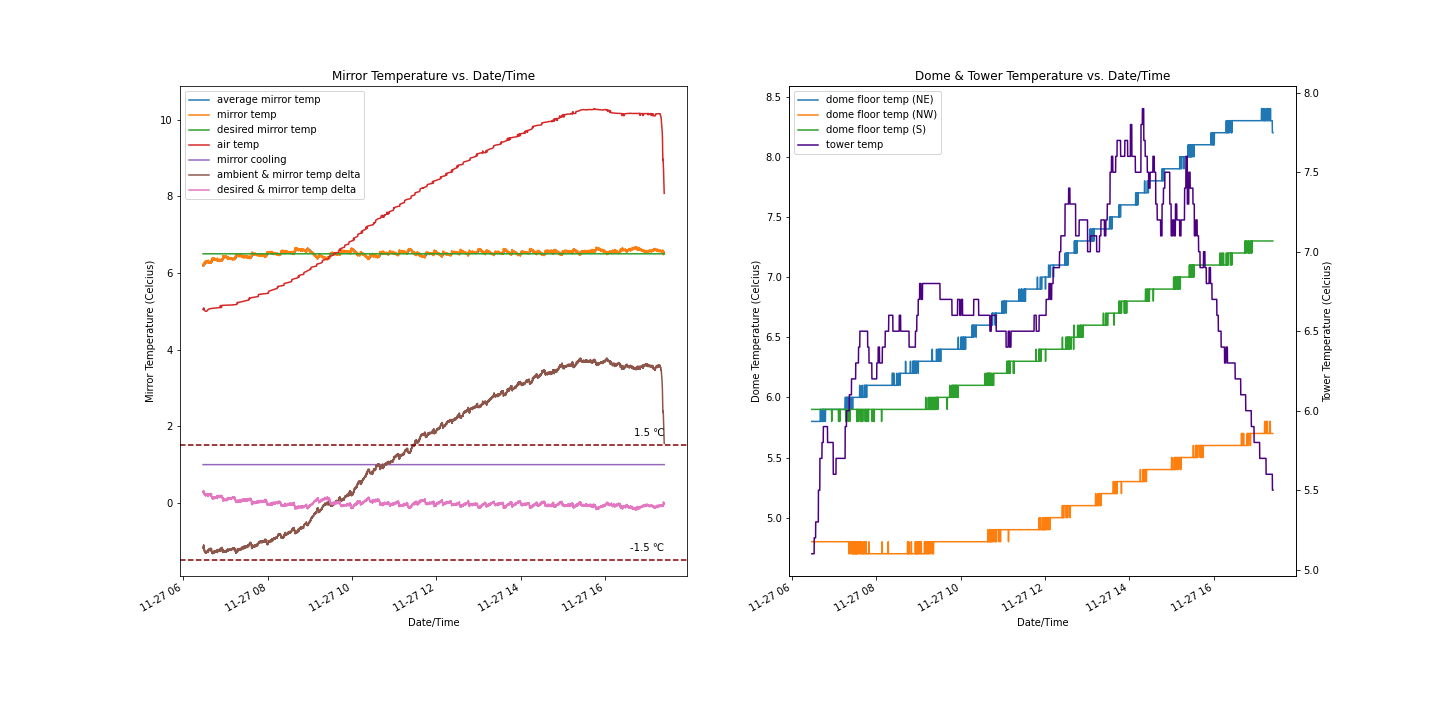 Mirror Temperature vs. Date/Time
average mirror temp
mirror temp
desired mirror temp
air temp
mirror cooling
ambient & mirror temp delta
desired & mirror temp delta
10
8
6
4
2
0
Mirror Temperature (Celcius)
1.5 °C
-1.5 °C
11-27 06
11-27 08
11-27 10
11-27 12
11-27 14
11-27 16
Date/Time
Dome & Tower Temperature vs. Date/Time
dome floor temp (NE)
dome floor temp (NW)
dome floor temp (S)
tower temp
8.5
8.0
7.5
7.0
6.5
6.0
5.5
5.0
Dome Temperature (Celcius)
8.0
7.5
7.0
6.5
6.0
5.5
5.0
Tower Temperature (Celcius)
11-27 06
11-27 08
11-27 10
11-27 12
11-27 14
11-27 16
Date/Time